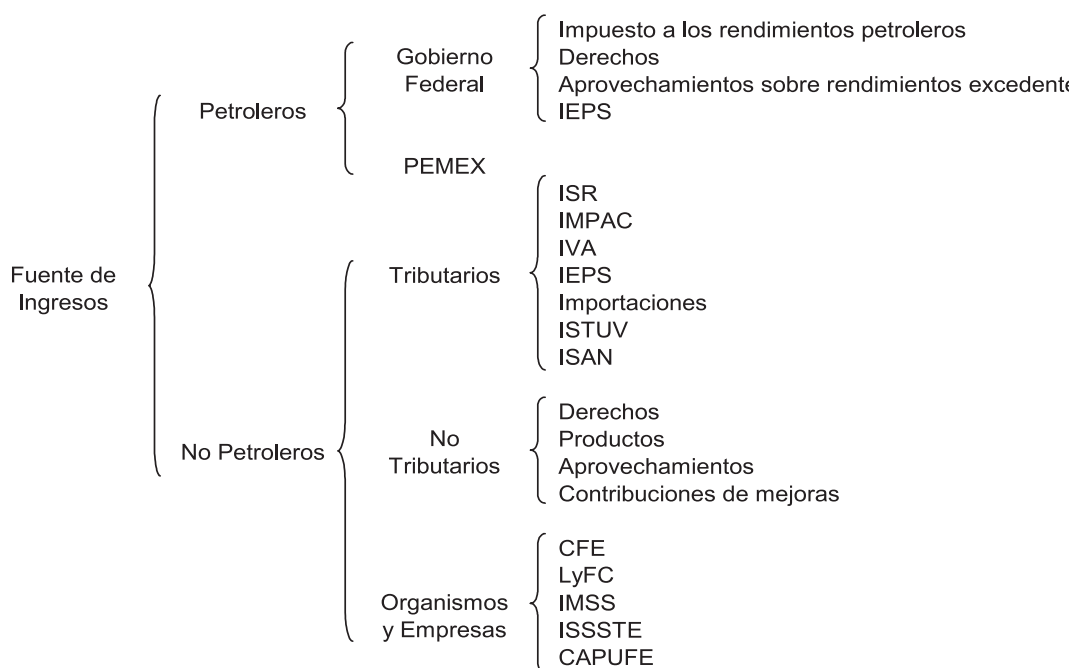 Fuente de
Ingresos
Petroleros
Gobierno
Federal
Impuesto a los rendimientos petroleros
Derechos
Aprovechamientos sobre rendimientos excedente
IEPS
PEMEX
No Petroleros
Tributarios
ISR
IMPAC
IVA
IEPS
Importaciones
ISTUV
ISAN
No
Tributarios
Derechos
Productos
Aprovechamientos
Contribuciones de mejoras
Organismos
y Empresas
CFE
LyFC
IMSS
ISSSTE
CAPUFE